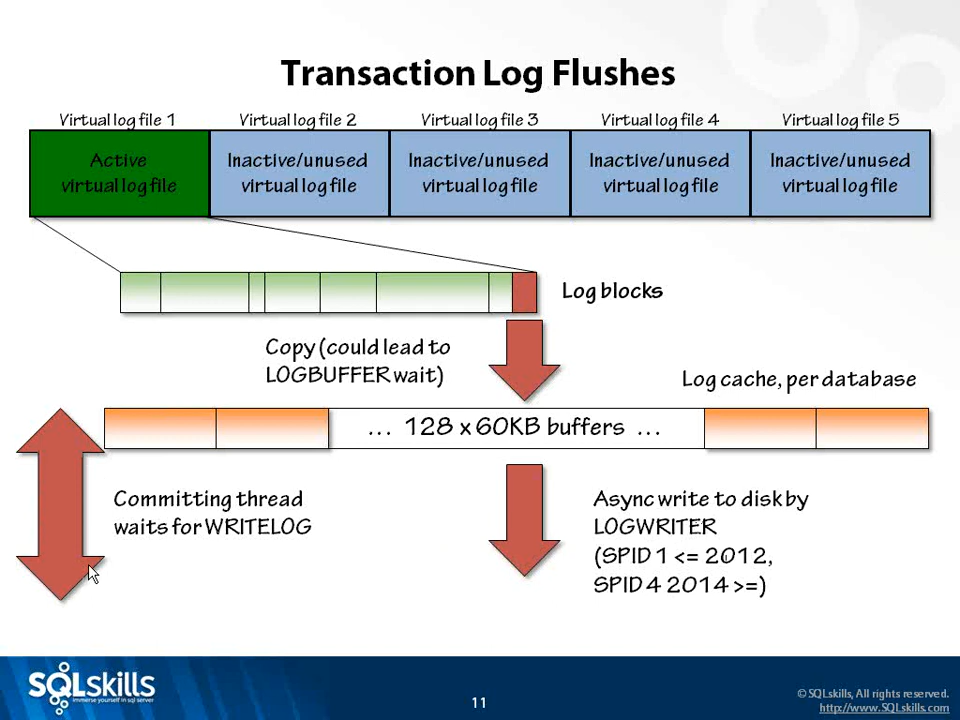 Transaction Log Flushes
Virtual log file 1
Virtual log file 2
Virtual log file 3
Virtual log file 4
Virtual log file 5
Active
virtual log file
Inactive/unused
virtual log file
Inactive/unused
virtual log file
Inactive/unused
virtual log file
Inactive/unused
virtual log file
Log blocks
Copy (could lead to
LOGBUFFER wait)
Log cache, per database
... 128 x 60KB buffers ...
Committing thread
waits for WRITELOG
Async write to disk by
LOGWRITER
(SPID 1 <= 2012,
SPID 4 2014 >=)
SQLskills
immerse yourself in sql server
11
© SQLskills, All rights reserved.
http://www.SQLskills.com